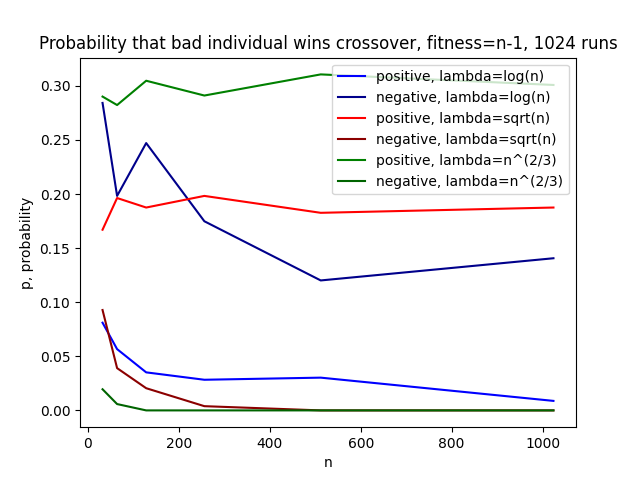 Probability that bad individual wins crossover, fitness=n-1, 1024 runs
positive, lambda=log(n)
negative, lambda=log(n)
positive, lambda=sqrt(n)
negative, lambda=sqrt(n)
positive, lambda=n^(2/3)
negative, lambda=n^(2/3)
p, probability
0.30
0.25
0.20
0.15
0.10
0.05
0.00
0 200 400 600 800 1000
n